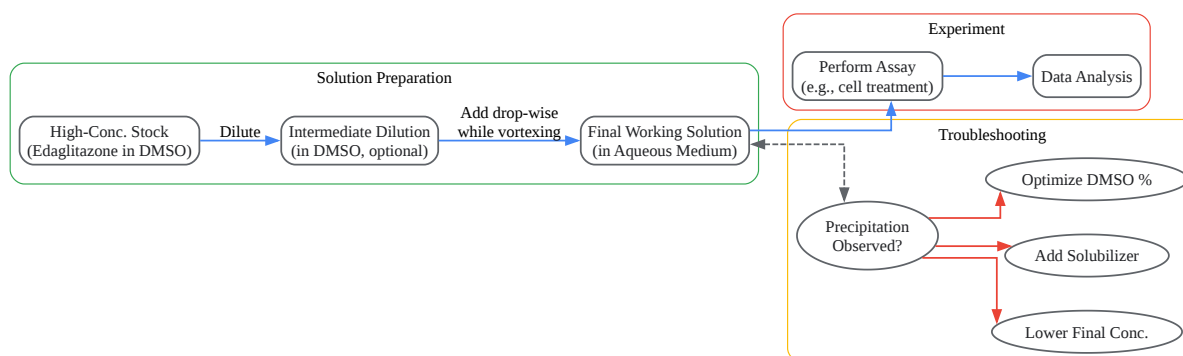 Solution Preparation
High-Conc. Stock
(Edaglitazone in DMSO)
Dilute
Intermediate Dilution
(in DMSO, optional)
Add drop-wise
while vortexing
Final Working Solution
(in Aqueous Medium)
Experiment
Perform Assay
(e.g., cell treatment)
Data Analysis
Troubleshooting
Precipitation
Observed?
Optimize DMSO %
Add Solubilizer
Lower Final Conc.